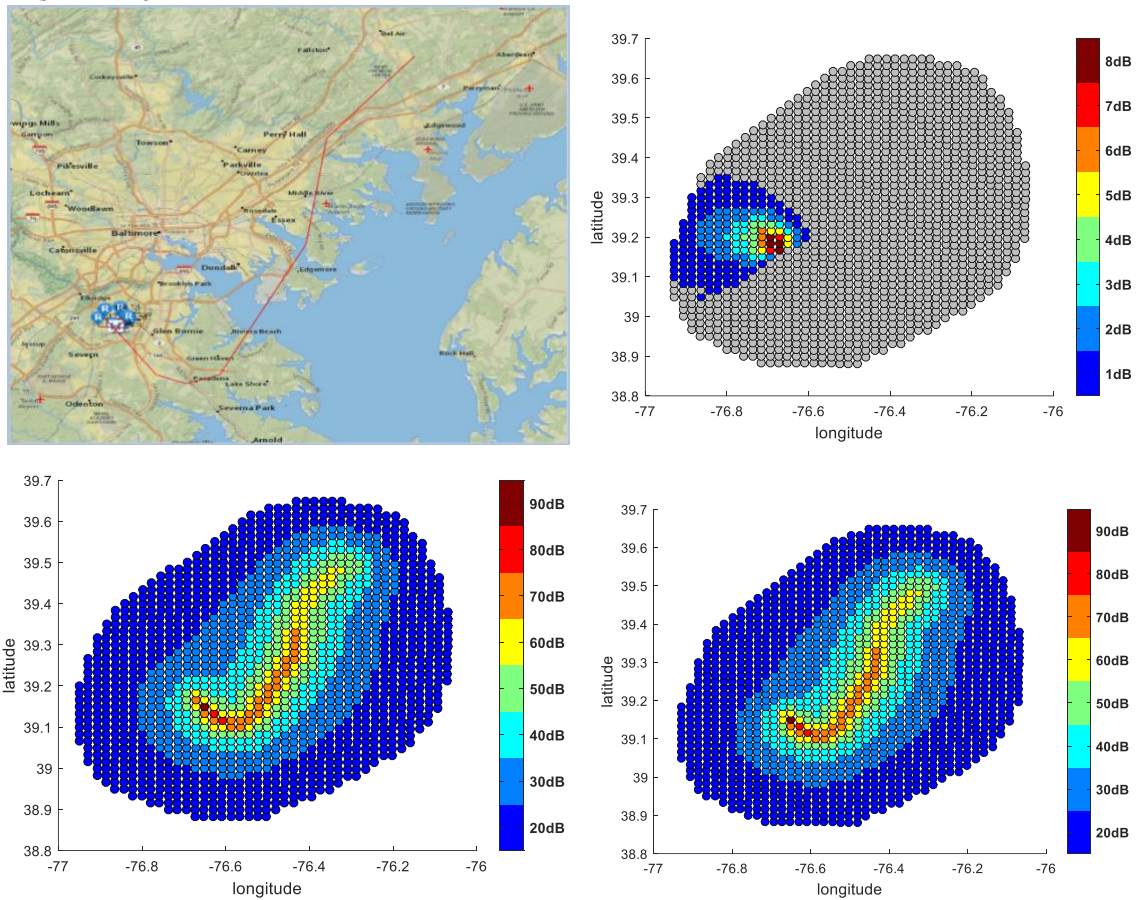 Bel Air
Fallston
Aberdeen
Cockeysville
Perryman
Edgewood
wings Mills
Garrison
Towson
Perry Hall
Carney
Pikesville
Parkville
Overlea
Lochearn
Middle River
Woodlawn
Rosedale
Essex
Baltimore
Catonsville
Dundalk
Edgemere
Brooklyn Park
Elkridge
R R
R R
Glen Burnie
Riviera Beach
Jessup
Severn
Green Haven
Rock Hall
Pasadena
Lake Shore
Odenton
Severna Park
Arnold
39.7
39.6
39.5
39.4
39.3
39.2
39.1
39
38.9
38.8
latitude
-77 -76.8 -76.6 -76.4 -76.2 -76
longitude
8dB
7dB
6dB
5dB
4dB
3dB
2dB
1dB
39.7
39.6
39.5
39.4
39.3
39.2
39.1
39
38.9
38.8
latitude
-77 -76.8 -76.6 -76.4 -76.2 -76
longitude
90dB
80dB
70dB
60dB
50dB
40dB
30dB
20dB
39.7
39.6
39.5
39.4
39.3
39.2
39.1
39
38.9
38.8
latitude
-77 -76.8 -76.6 -76.4 -76.2 -76
longitude
90dB
80dB
70dB
60dB
50dB
40dB
30dB
20dB